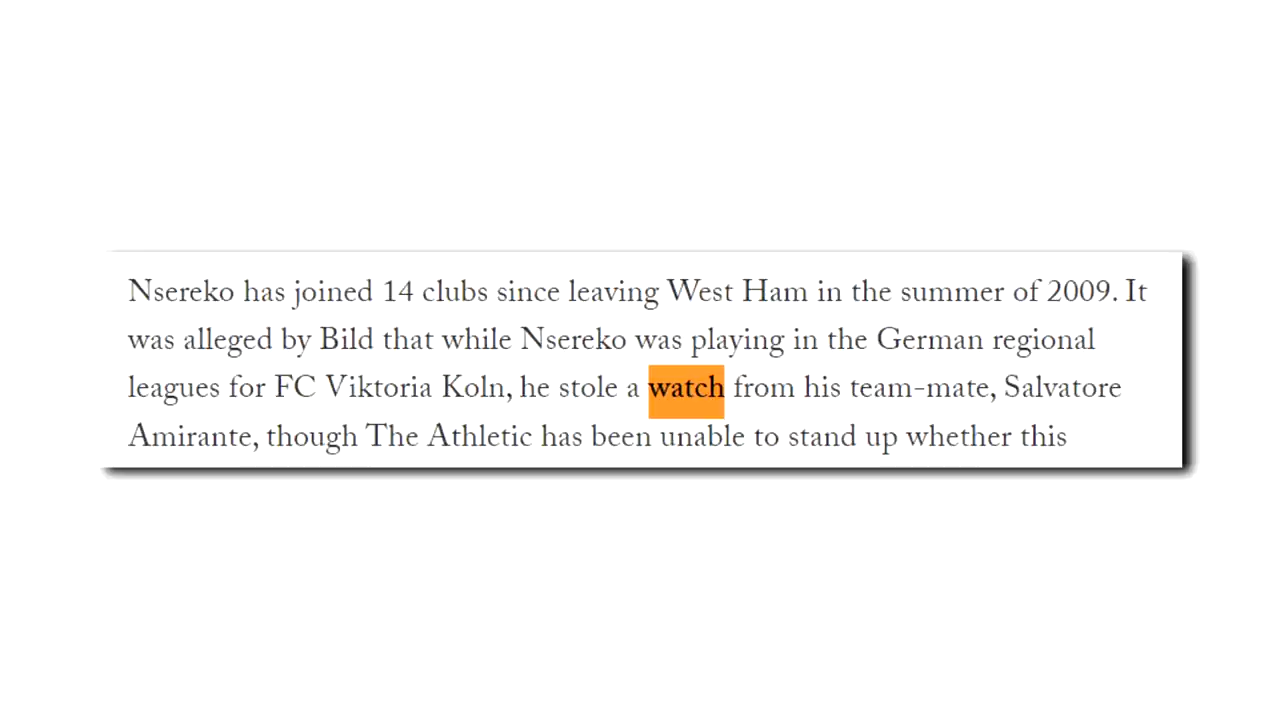 Nsereko has joined 14 clubs since leaving West Ham in the summer of 2009. It
was alleged by Bild that while Nsereko was playing in the German regional
leagues for FC Viktoria Koln, he stole a watch from his team-mate, Salvatore
Amirante, though The Athletic has been unable to stand up whether this